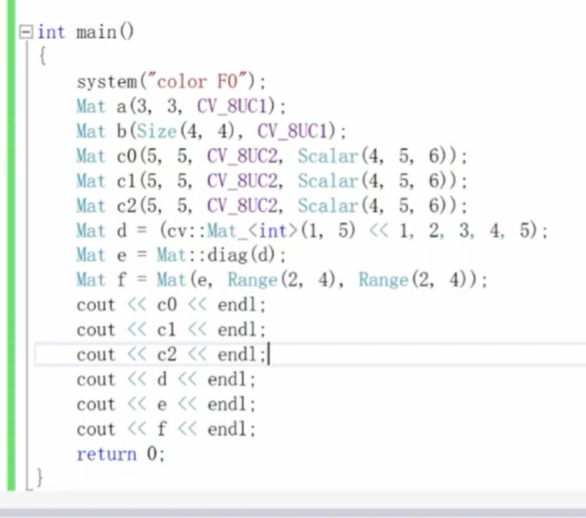 int main()
{
system("color F0");
Mat a(3, 3, CV_8UC1);
Mat b(Size(4, 4), CV_8UC1);
Mat c0(5, 5, CV_8UC2, Scalar(4, 5, 6));
Mat c1(5, 5, CV_8UC2, Scalar(4, 5, 6));
Mat c2(5, 5, CV_8UC2, Scalar(4, 5, 6));
Mat d = (cv::Mat_<int>(1, 5) << 1, 2, 3, 4, 5);
Mat e = Mat::diag(d);
Mat f = Mat(e, Range(2, 4), Range(2, 4));
cout << c0 << endl;
cout << c1 << endl;
cout << c2 << endl;
cout << d << endl;
cout << e << endl;
cout << f << endl;
return 0;
}